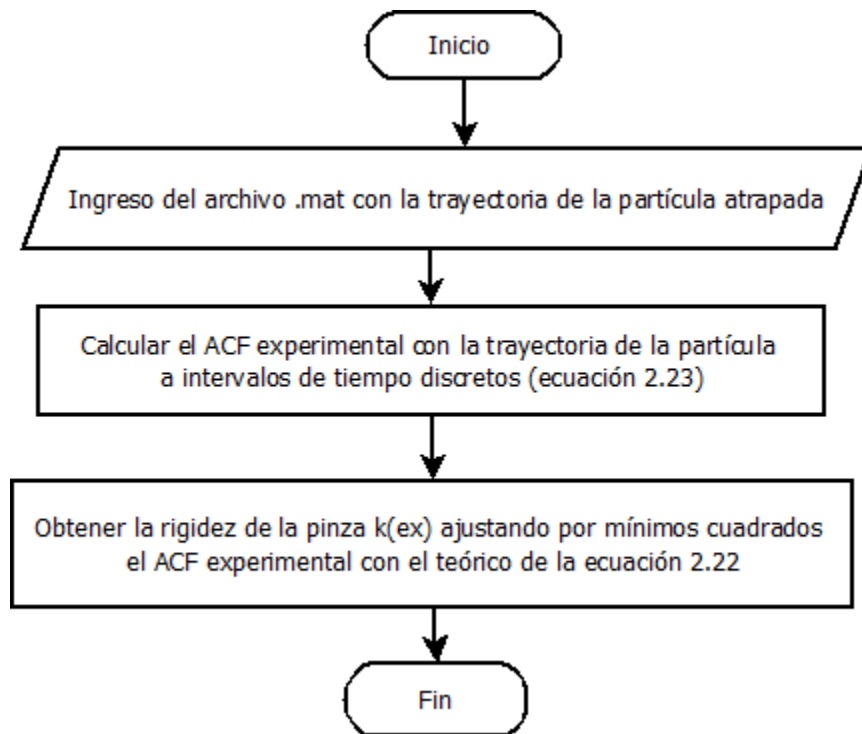 Inicio
Ingreso del archivo .mat con la trayectoria de la partícula atrapada
Calcular el ACF experimental con la trayectoria de la partícula
a intervalos de tiempo discretos (ecuación 2.23)
Obtener la rigidez de la pinza k(ex) ajustando por mínimos cuadrados
el ACF experimental con el teórico de la ecuación 2.22
Fin